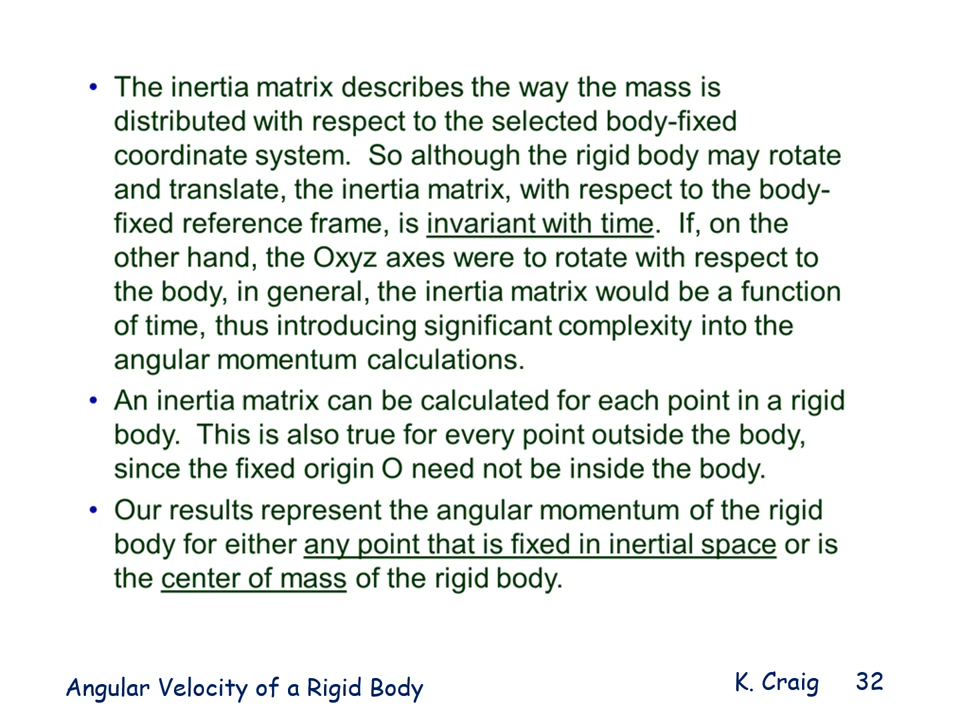 • The inertia matrix describes the way the mass is
distributed with respect to the selected body-fixed
coordinate system.  So although the rigid body may rotate
and translate, the inertia matrix, with respect to the body-
fixed reference frame, is invariant with time.  If, on the
other hand, the Oxyz axes were to rotate with respect to
the body, in general, the inertia matrix would be a function
of time, thus introducing significant complexity into the
angular momentum calculations.
• An inertia matrix can be calculated for each point in a rigid
body.  This is also true for every point outside the body,
since the fixed origin O need not be inside the body.
• Our results represent the angular momentum of the rigid
body for either any point that is fixed in inertial space or is
the center of mass of the rigid body.
Angular Velocity of a Rigid Body
K. Craig 32